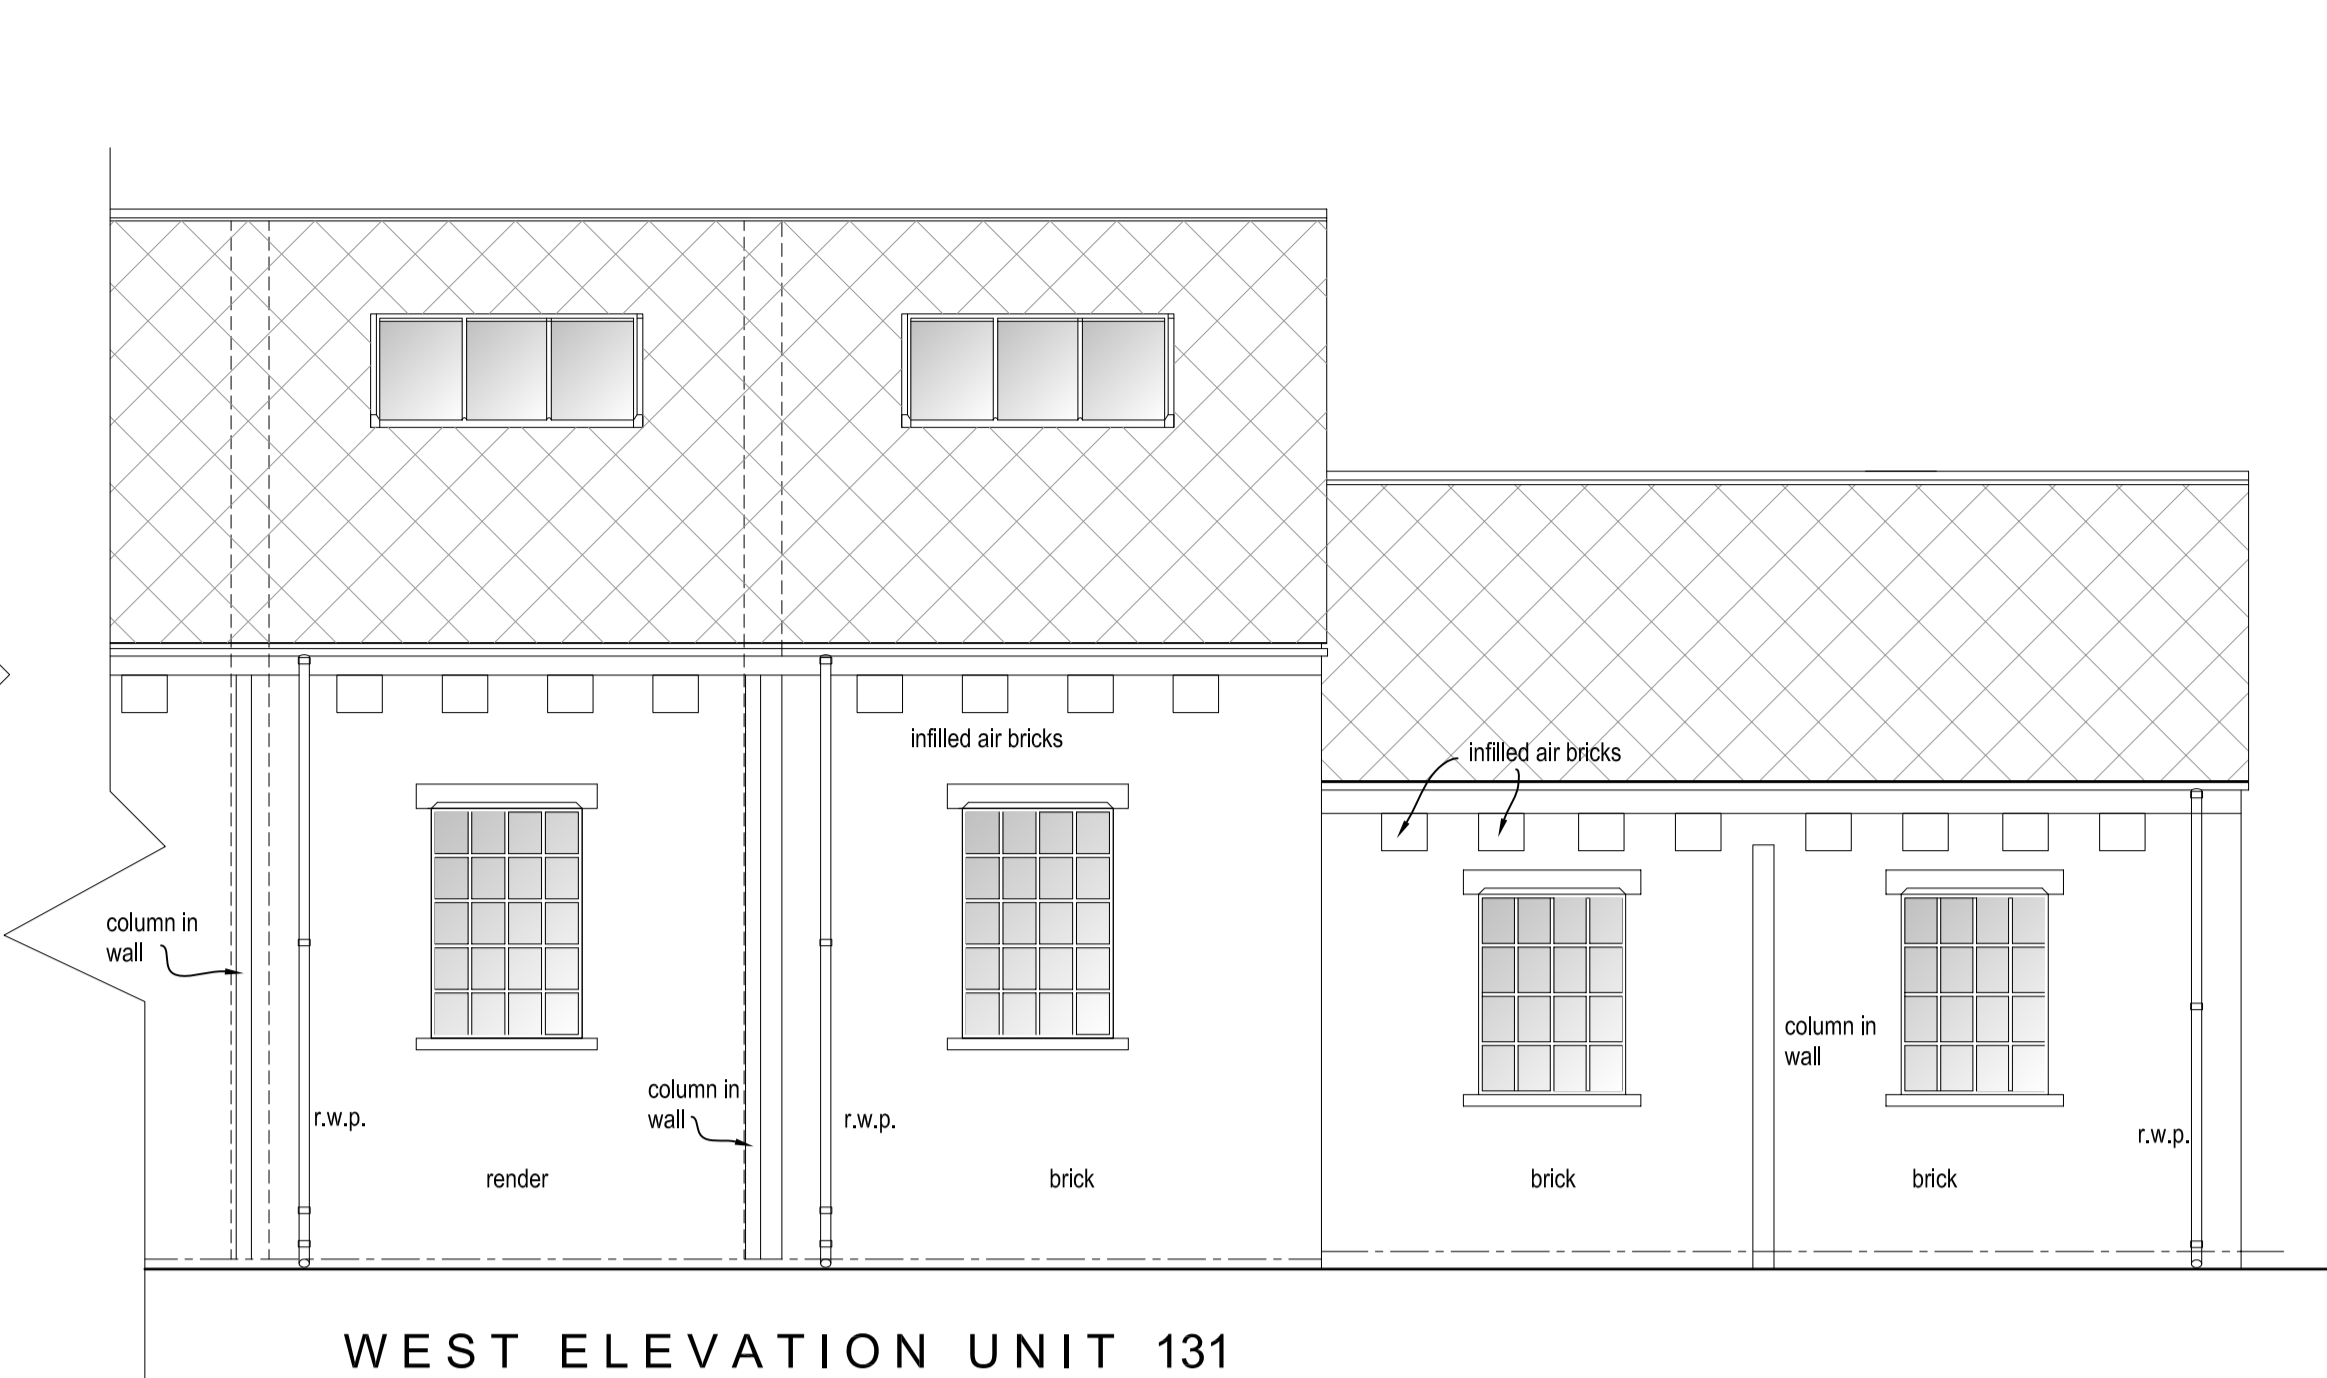 infilled air bricks
infilled air bricks
column in
wall
column in
wall
column in
wall
r.w.p.
r.w.p.
r.w.p.
render
brick
brick
brick
WEST ELEVATION UNIT 131